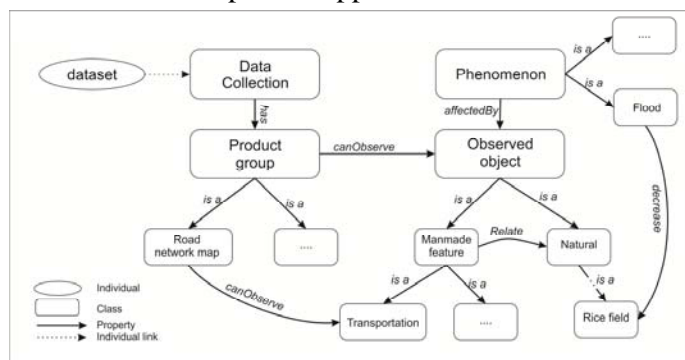 dataset
Data
Collection
Phenomenon
is a
....
is a
Flood
has
affectedBy
Product
group
canObserve
Observed
object
decrease
is a
is a
is a
is a
Road
network map
....
Manmade
feature
Relate
Natural
canObserve
is a
is a
is a
Transportation
....
Rice field
Individual
Class
Property
Individual link